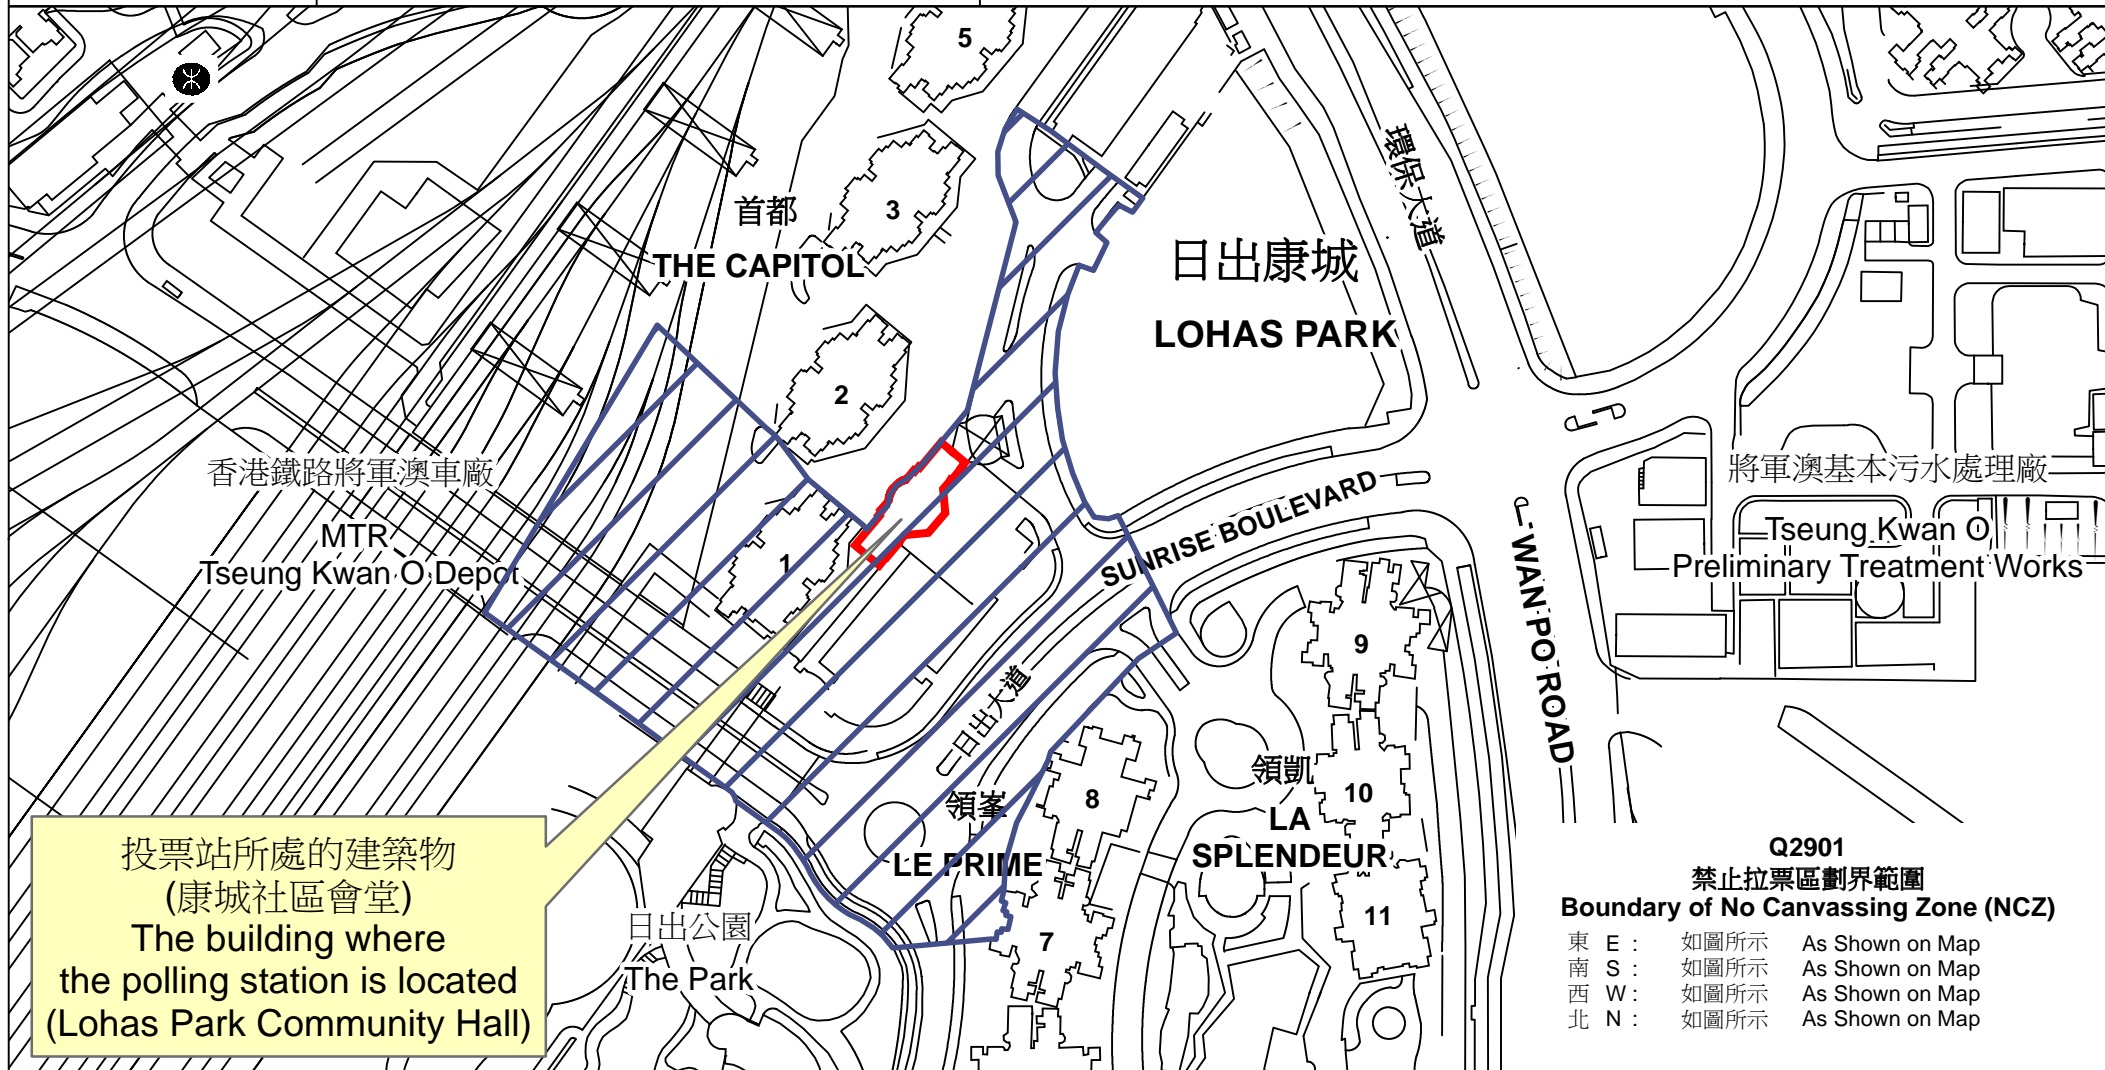 5
環保大道
3
首都
THE CAPITOL
日出康城
LOHAS PARK
2
香港鐵路將軍澳車廠
MTR
Tseung Kwan O Depot
1
SUNRISE BOULEVARD
日出大道
WAN PO ROAD
將軍澳基本污水處理廠
Tseung Kwan O
Preliminary Treatment Works
9
10
11
領凱
LA
SPLENDEUR
8
領峯
LE PRIME
7
日出公園
The Park
投票站所處的建築物
(康城社區會堂)
The building where
the polling station is located
(Lohas Park Community Hall)
Q2901
禁止拉票區劃界範圍
Boundary of No Canvassing Zone (NCZ)
東 E : 如圖所示 As Shown on Map
南 S : 如圖所示 As Shown on Map
西 W : 如圖所示 As Shown on Map
北 N : 如圖所示 As Shown on Map